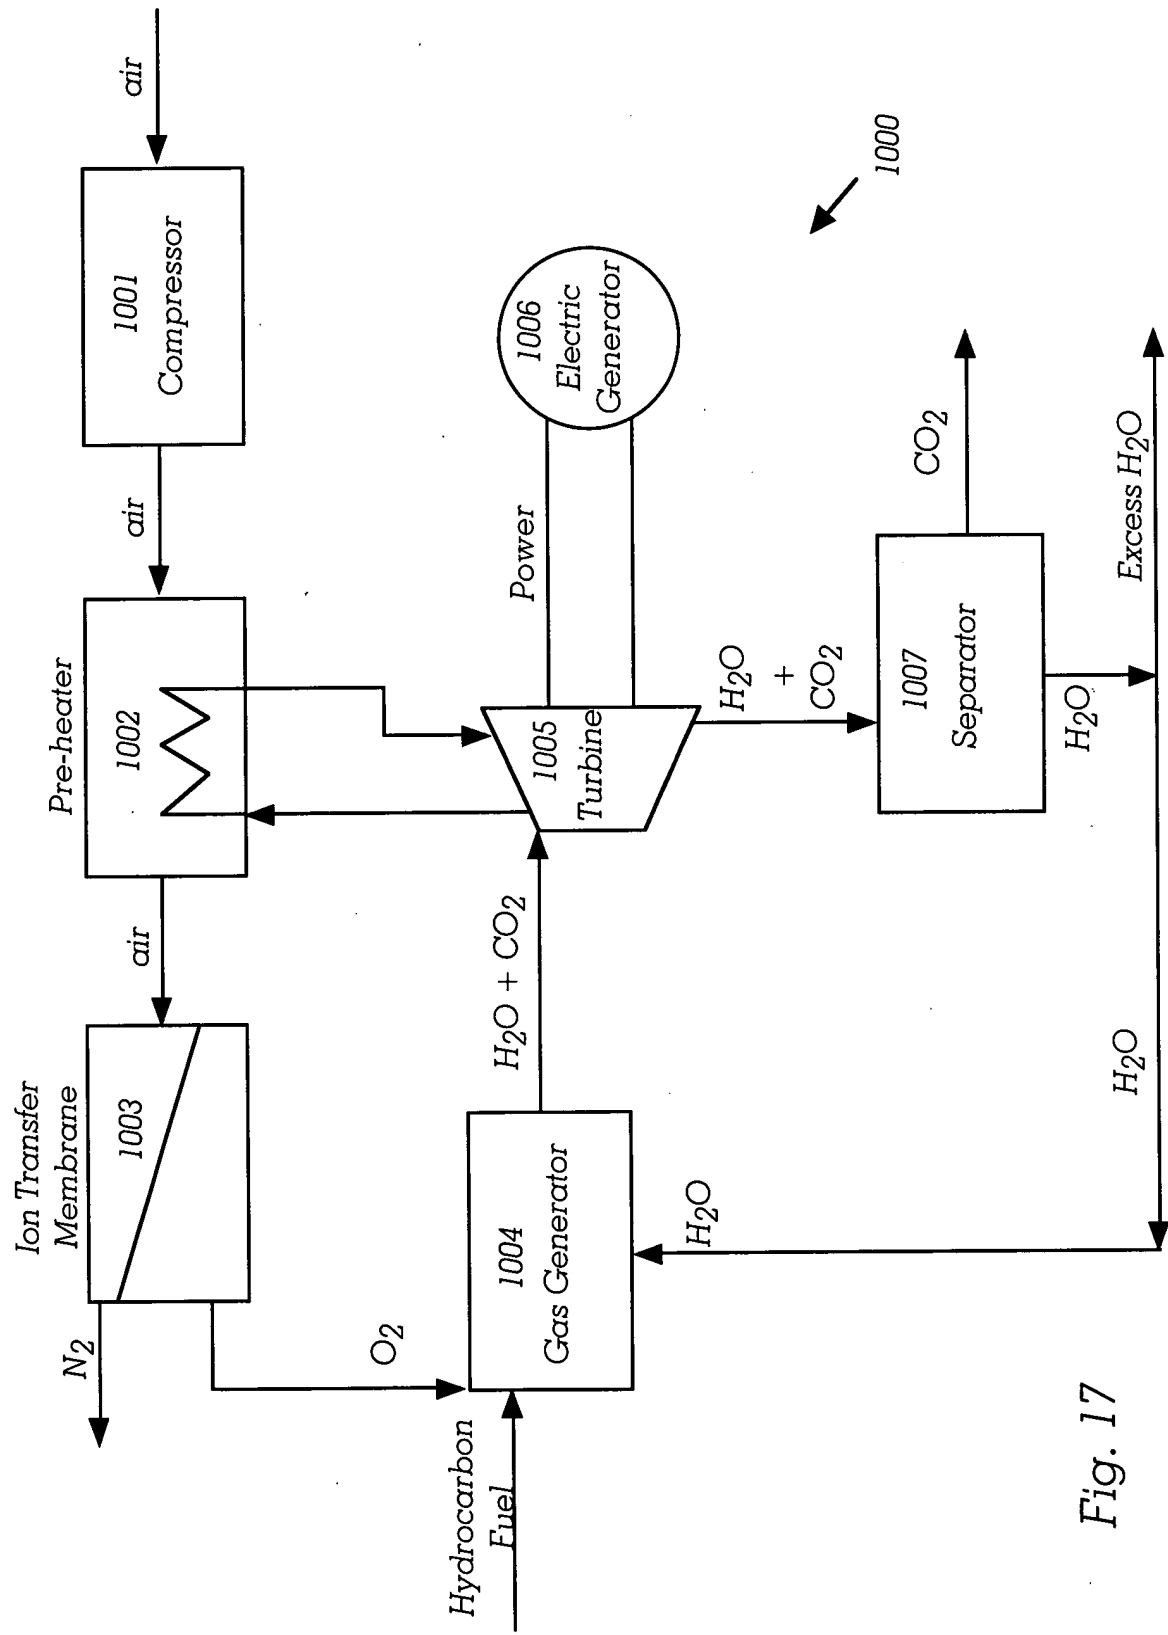 Ion Transfer
Membrane
1003
N2
air
Pre-heater
1002
air
1001
Compressor
air
O2
Hydrocarbon
Fuel
1004
Gas Generator
H2O + CO2
1005
Turbine
Power
1006
Electric
Generator
1000
H2O
H2O
+
CO2
1007
Separator
CO2
H2O
H2O
Excess H2O
Fig. 17